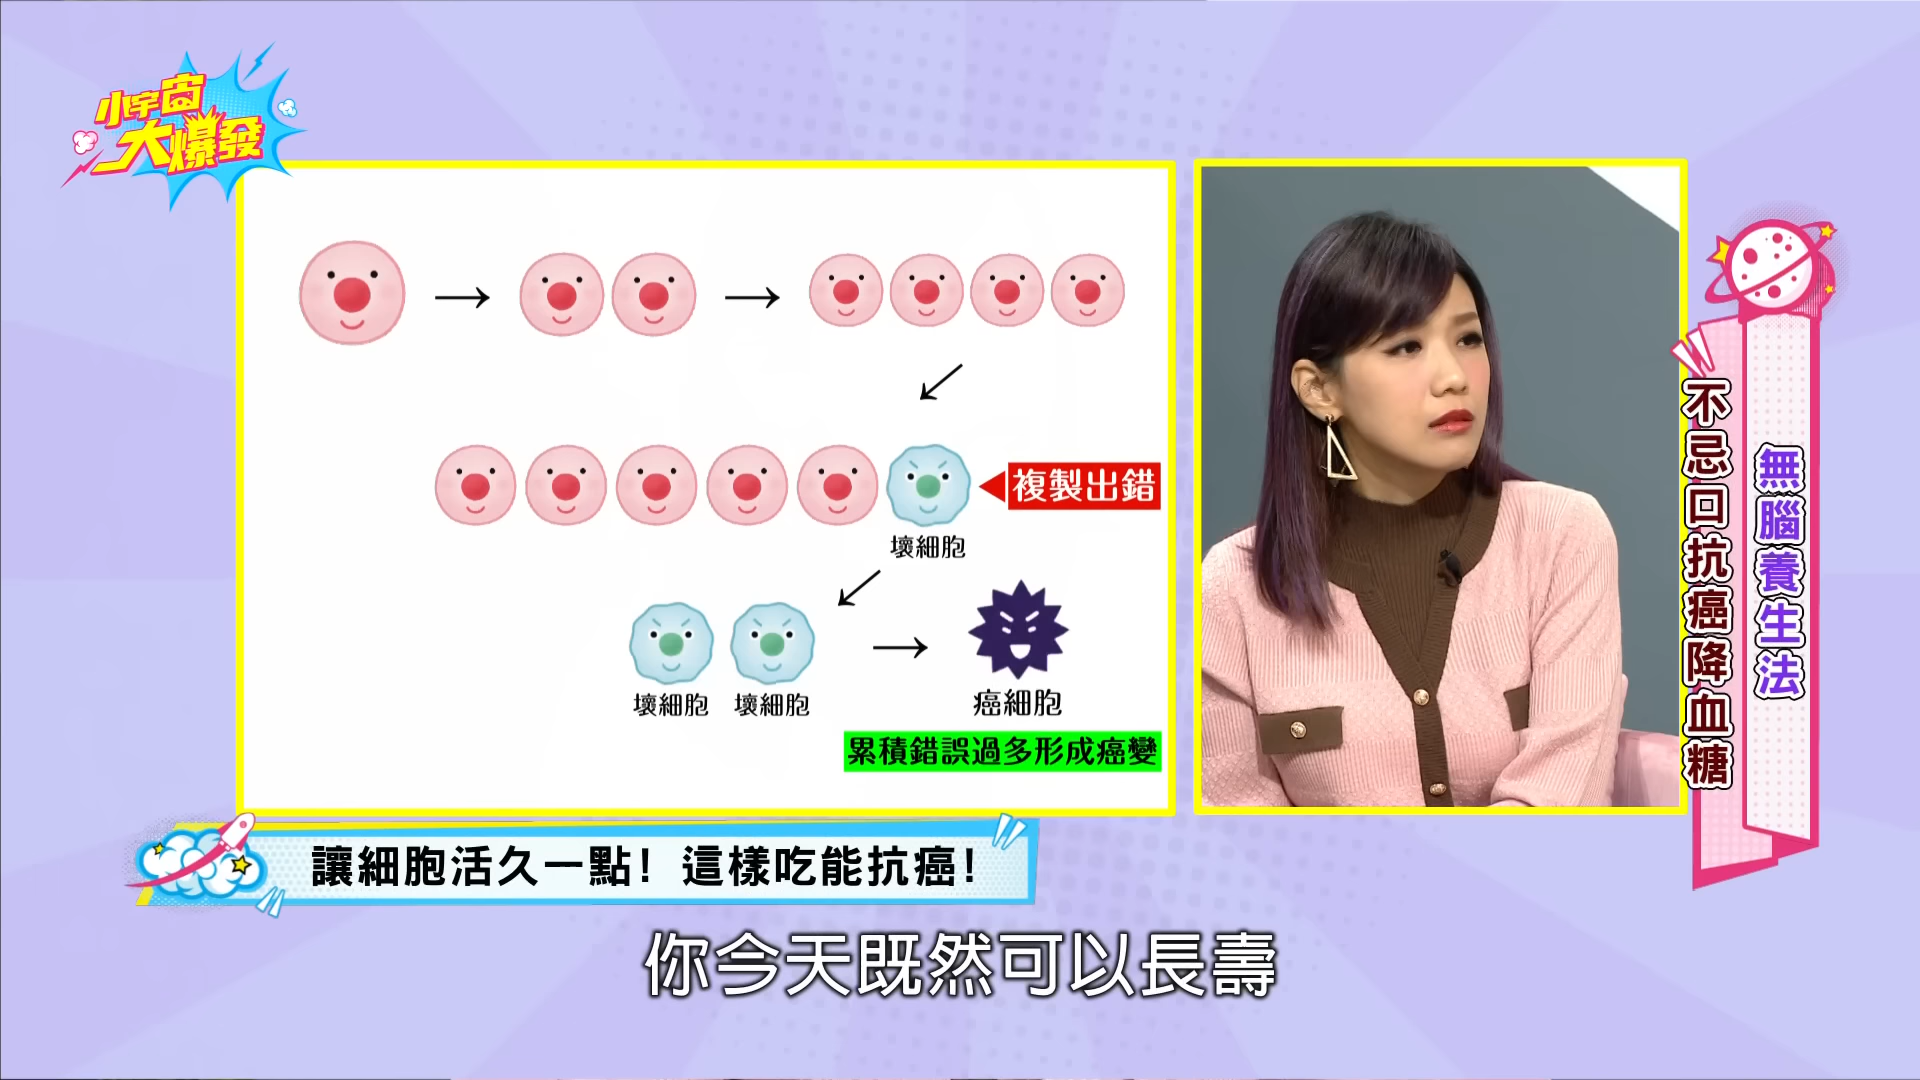 小宇宙
大爆發
複製出錯
壞細胞
壞細胞
壞細胞
癌細胞
累積錯誤過多形成癌變
無腦養生法
不忌口抗癌降血糖
讓細胞活久一點！這樣吃能抗癌！
你今天既然可以長壽